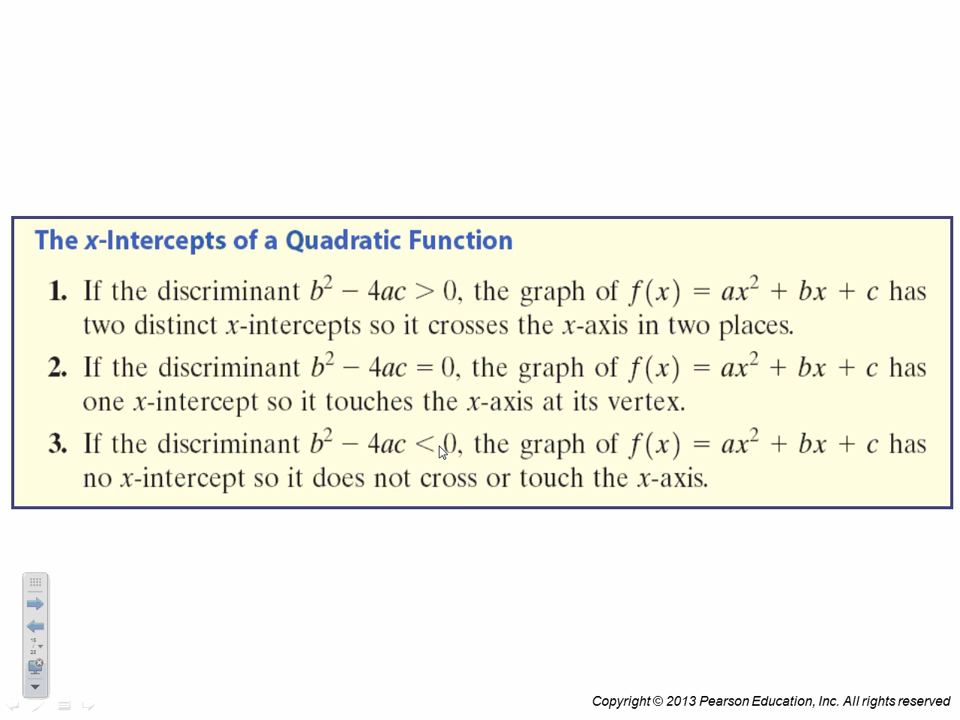 The x-Intercepts of a Quadratic Function
1. If the discriminant b² − 4ac > 0, the graph of f(x) = ax² + bx + c has
two distinct x-intercepts so it crosses the x-axis in two places.
2. If the discriminant b² − 4ac = 0, the graph of f(x) = ax² + bx + c has
one x-intercept so it touches the x-axis at its vertex.
3. If the discriminant b² − 4ac < 0, the graph of f(x) = ax² + bx + c has
no x-intercept so it does not cross or touch the x-axis.
Copyright © 2013 Pearson Education, Inc. All rights reserved